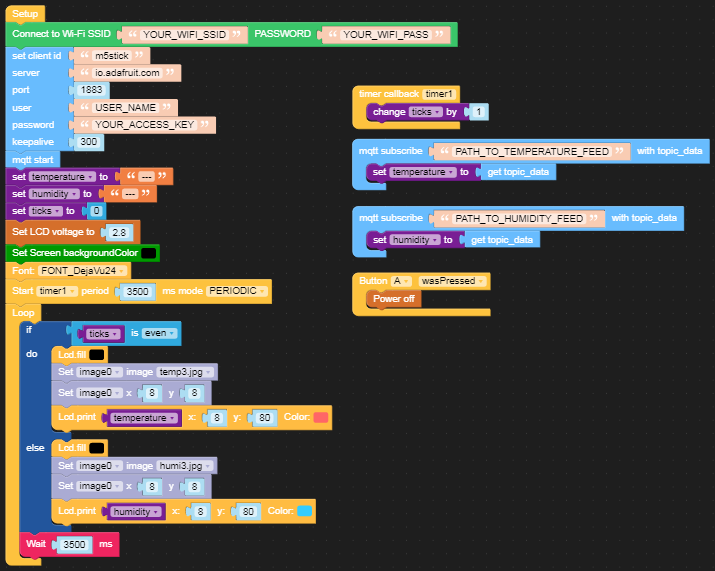 Setup
Connect to Wi-Fi SSID “ YOUR_WIFI_SSID ” PASSWORD “ YOUR_WIFI_PASS ”
set client id “ m5stick ”
server “ io.adafruit.com ”
port 1883
user “ USER_NAME ”
password “ YOUR_ACCESS_KEY ”
keepalive 300
mqtt start
set temperature to “ --- ”
set humidity to “ --- ”
set ticks to 0
Set LCD voltage to 2.8
Set Screen backgroundColor
Font: FONT_DejaVu24
Start timer1 period 3500 ms mode PERIODIC
Loop
if ticks is even
do Lcd.fill
Set image0 image temp3.jpg
Set image0 x 8 y 8
Lcd.print temperature x: 8 y: 80 Color:
else Lcd.fill
Set image0 image humi3.jpg
Set image0 x 8 y 8
Lcd.print humidity x: 8 y: 80 Color:
Wait 3500 ms
timer callback timer1
change ticks by 1
mqtt subscribe “ PATH_TO_TEMPERATURE_FEED ” with topic_data
set temperature to get topic_data
mqtt subscribe “ PATH_TO_HUMIDITY_FEED ” with topic_data
set humidity to get topic_data
Button A wasPressed
Power off